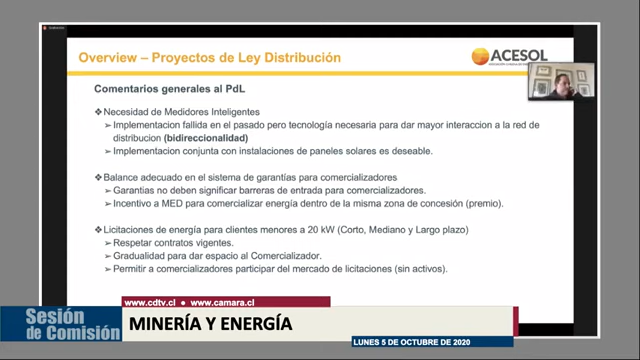 Overview – Proyectos de Ley Distribución
ACESOL
Comentarios generales al PdL
❖Necesidad de Medidores Inteligentes
➢Implementación fallida en el pasado pero tecnología necesaria para dar mayor interaccion a la red de
distribucion (bidireccionalidad)
➢Implementacion conjunta con instalaciones de paneles solares es deseable.
❖Balance adecuado en el sistema de garantías para comercializadores
➢Garantias no deben significar barreras de entrada para comercializadores.
➢Incentivo a MED para comercializar energía dentro de la misma zona de concesión (premio).
❖Licitaciones de energía para clientes menores a 20 kW (Corto, Mediano y Largo plazo)
➢Respetar contratos vigentes.
➢Gradualidad para dar espacio al Comercializador.
➢Permitir a comercializadores participar del mercado de licitaciones (sin activos).
www.cdtv.cl • www.camara.cl
Sesión
de Comisión
MINERÍA Y ENERGÍA
LUNES 5 DE OCTUBRE DE 2020